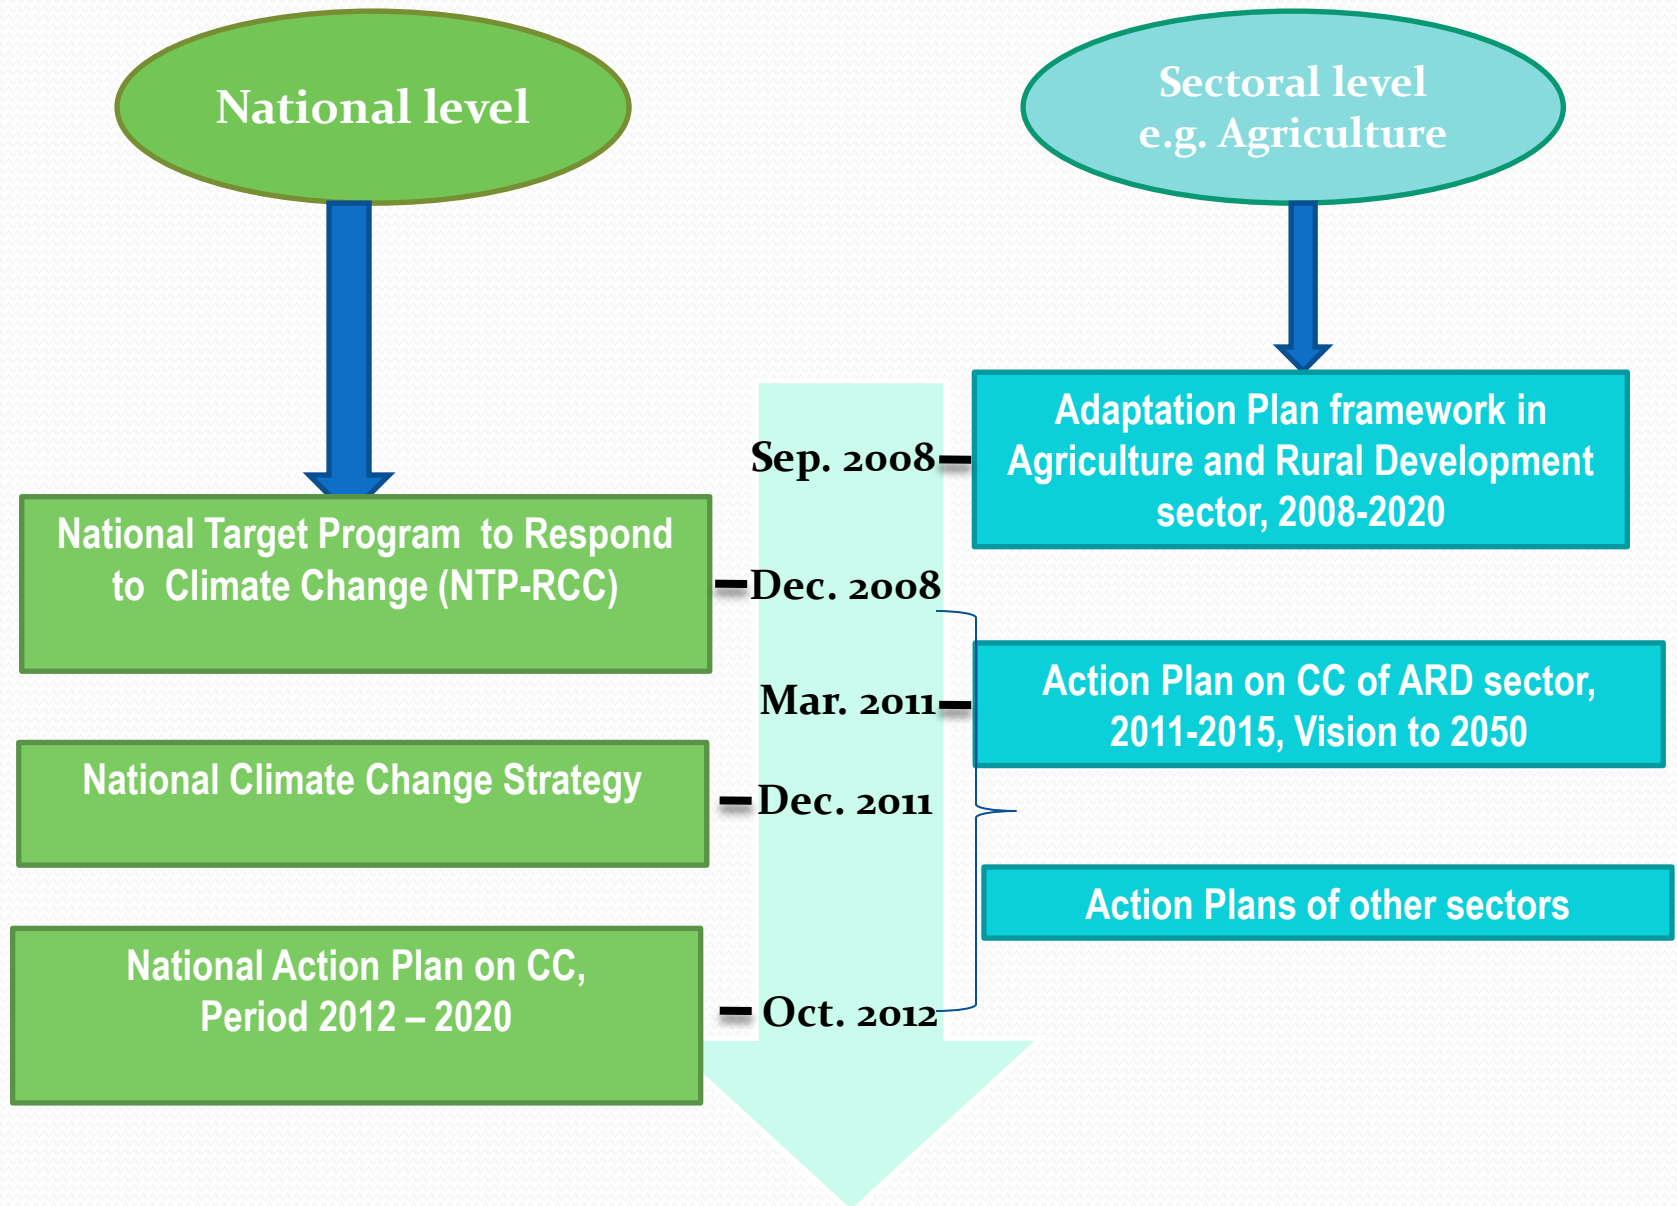 National level
Sectoral level
e.g. Agriculture
Sep. 2008
Adaptation Plan framework in
Agriculture and Rural Development
sector, 2008-2020
National Target Program  to Respond
to  Climate Change (NTP-RCC)
Dec. 2008
Mar. 2011
Action Plan on CC of ARD sector,
2011-2015, Vision to 2050
National Climate Change Strategy
Dec. 2011
Action Plans of other sectors
National Action Plan on CC,
Period 2012 – 2020
Oct. 2012